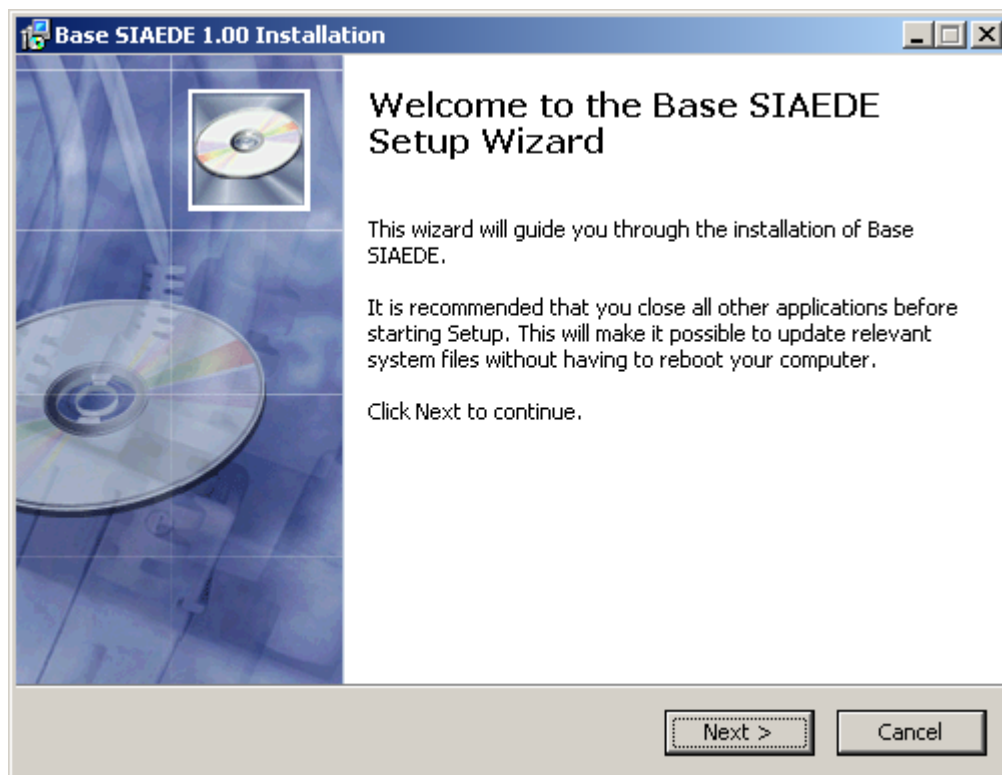 Base SIAEDE 1.00 Installation
Welcome to the Base SIAEDE
Setup Wizard
This wizard will guide you through the installation of Base
SIAEDE.
It is recommended that you close all other applications before
starting Setup. This will make it possible to update relevant
system files without having to reboot your computer.
Click Next to continue.
Next >
Cancel